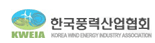 한국풍력산업협회
KWEIA KOREA WIND ENERGY INDUSTRY ASSOCIATION